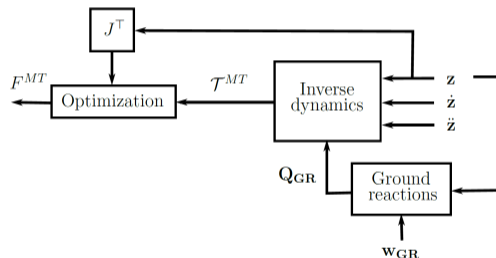 J⊤
F^{MT}
Optimization
𝒯^{MT}
Inverse
dynamics
z
ż
z̈
Q_{GR}
Ground
reactions
w_{GR}